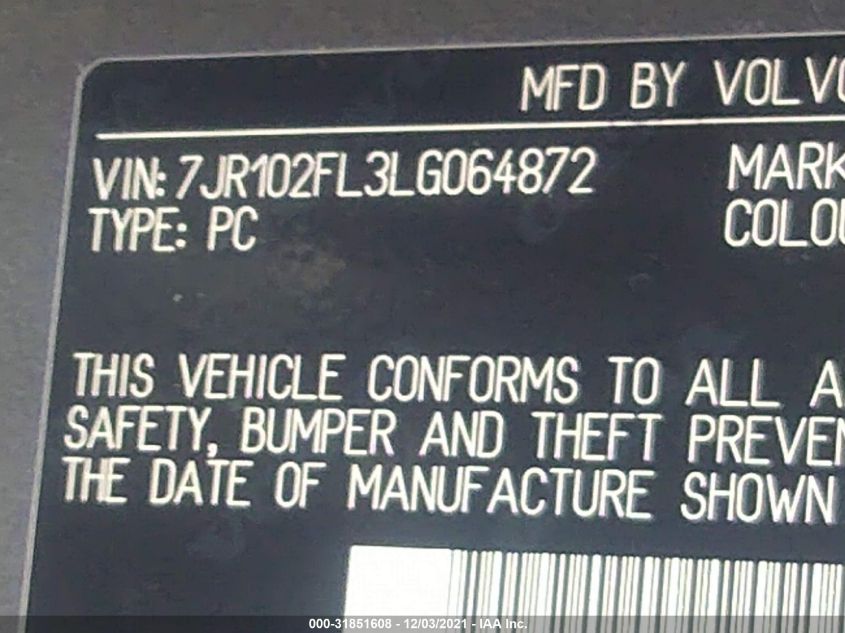 MFD BY VOLVO
VIN: 7JR102FL3LG064872
MARK
TYPE: PC
COLOU
THIS VEHICLE CONFORMS TO ALL A
SAFETY, BUMPER AND THEFT PREVEN
THE DATE OF MANUFACTURE SHOWN
000-31851608 - 12/03/2021 - IAA Inc.